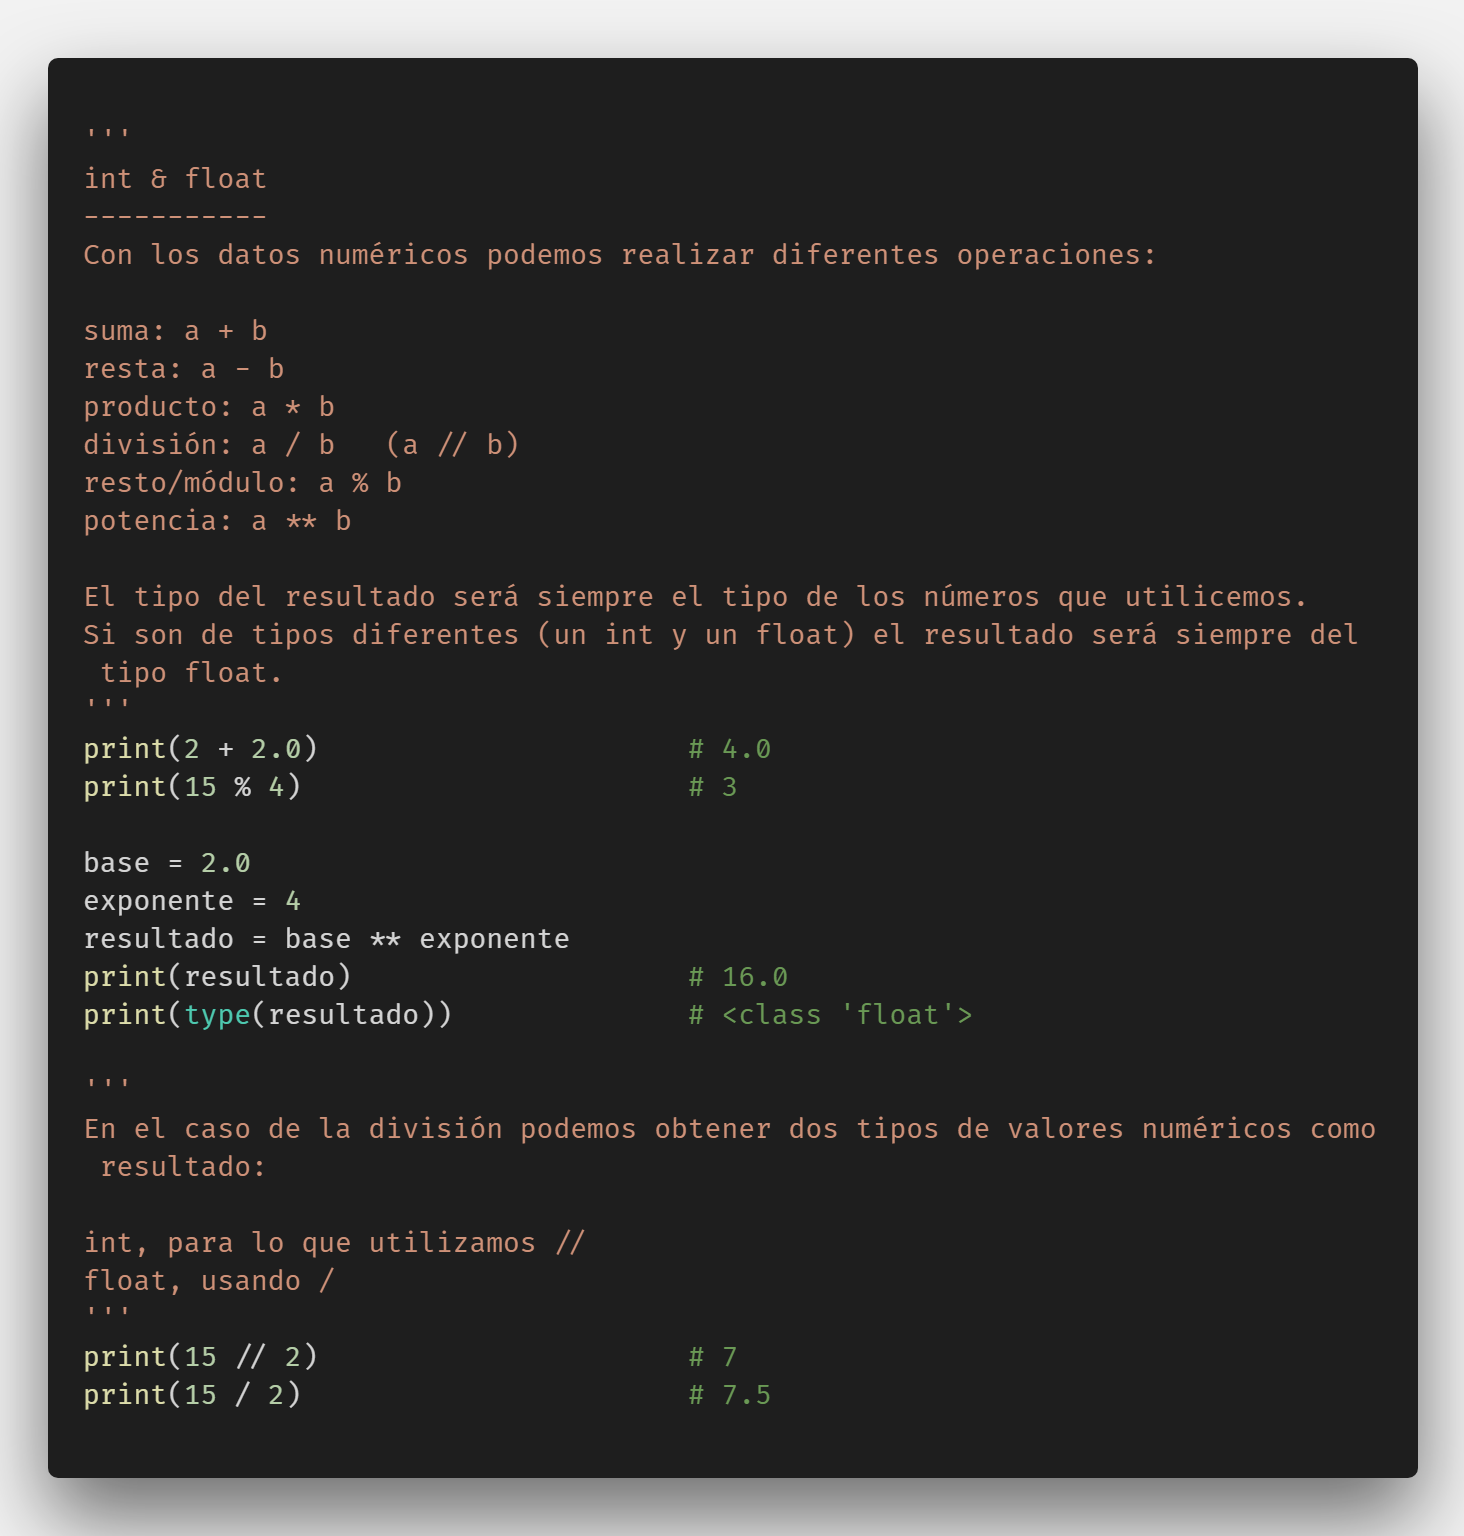 '''
int & float
-----------
Con los datos numéricos podemos realizar diferentes operaciones:
suma: a + b
resta: a - b
producto: a * b
división: a / b   (a // b)
resto/módulo: a % b
potencia: a ** b
El tipo del resultado será siempre el tipo de los números que utilicemos.
Si son de tipos diferentes (un int y un float) el resultado será siempre del
 tipo float.
'''
print(2 + 2.0)                      # 4.0
print(15 % 4)                       # 3
base = 2.0
exponente = 4
resultado = base ** exponente
print(resultado)                    # 16.0
print(type(resultado))              # <class 'float'>
'''
En el caso de la división podemos obtener dos tipos de valores numéricos como
 resultado:
int, para lo que utilizamos //
float, usando /
'''
print(15 // 2)                      # 7
print(15 / 2)                       # 7.5